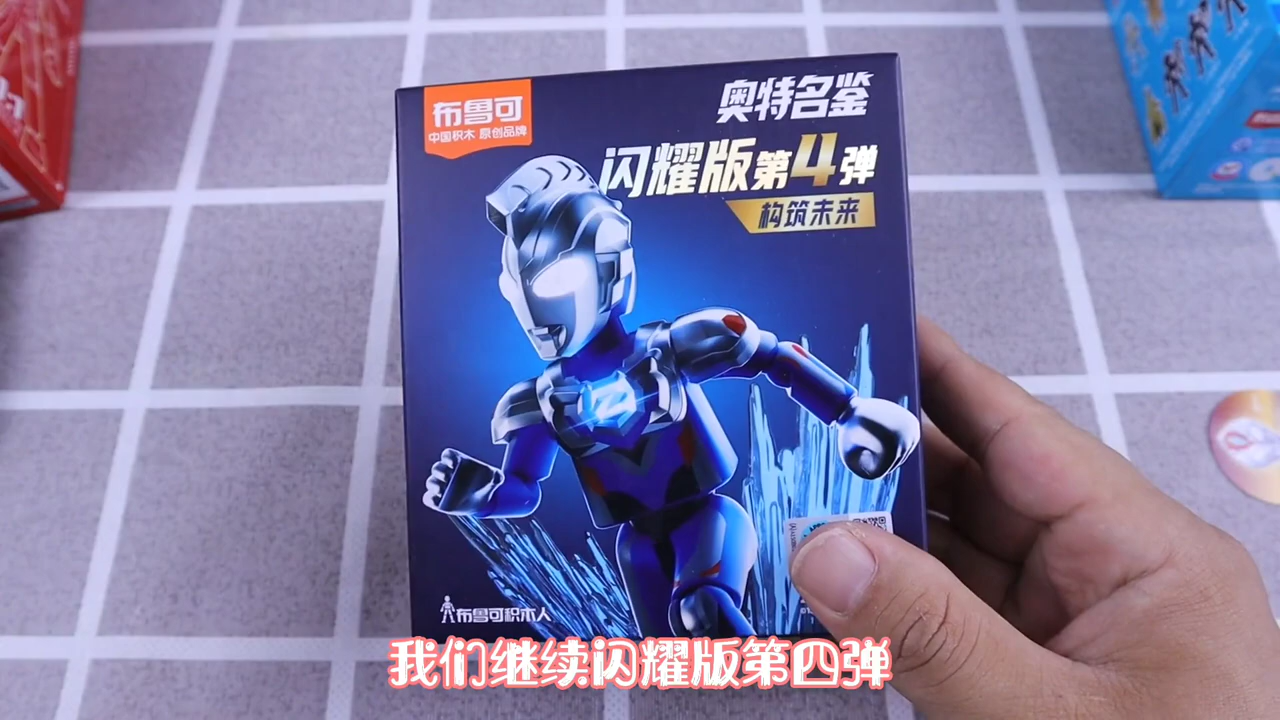 布鲁可
中国积木 原创品牌
奥特名鉴
闪耀版第4弹
构筑未来
Z
布鲁可积木人
我们继续闪耀版第四弹